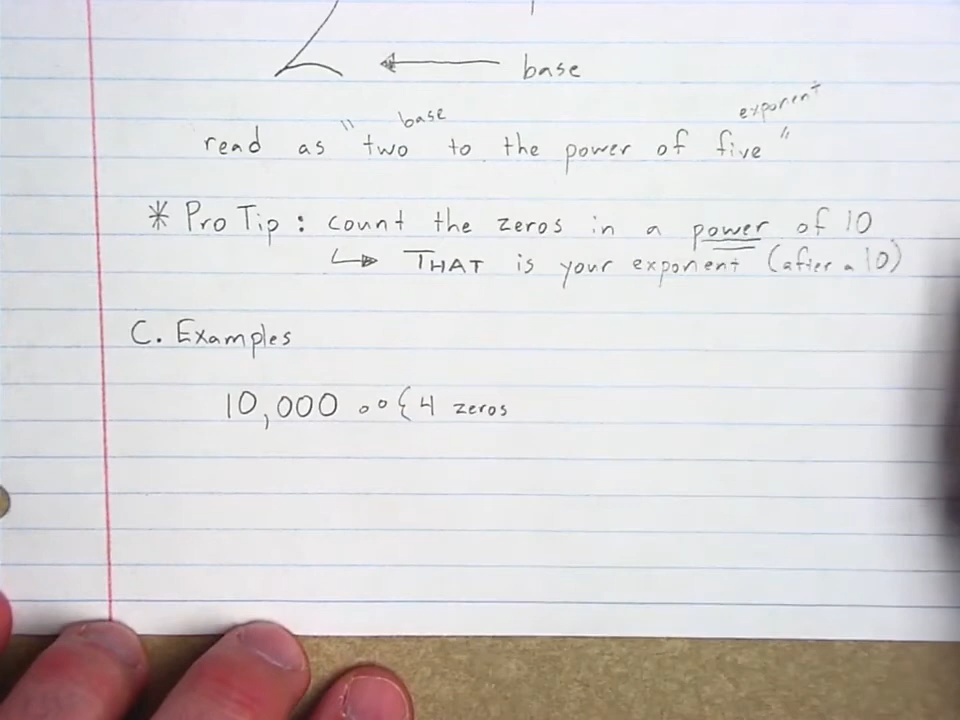 2 ← base
base exponent
read as "two to the power of five"
* Pro Tip: count the zeros in a power of 10
↳ THAT is your exponent (after a 10)
C. Examples
10,000 {4 zeros